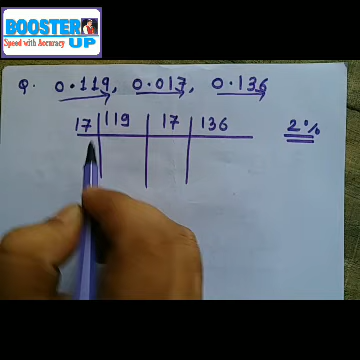 BOOSTER
Speed with Accuracy UP
Q. 0.119, 0.017, 0.136
17 119 17 136 2%